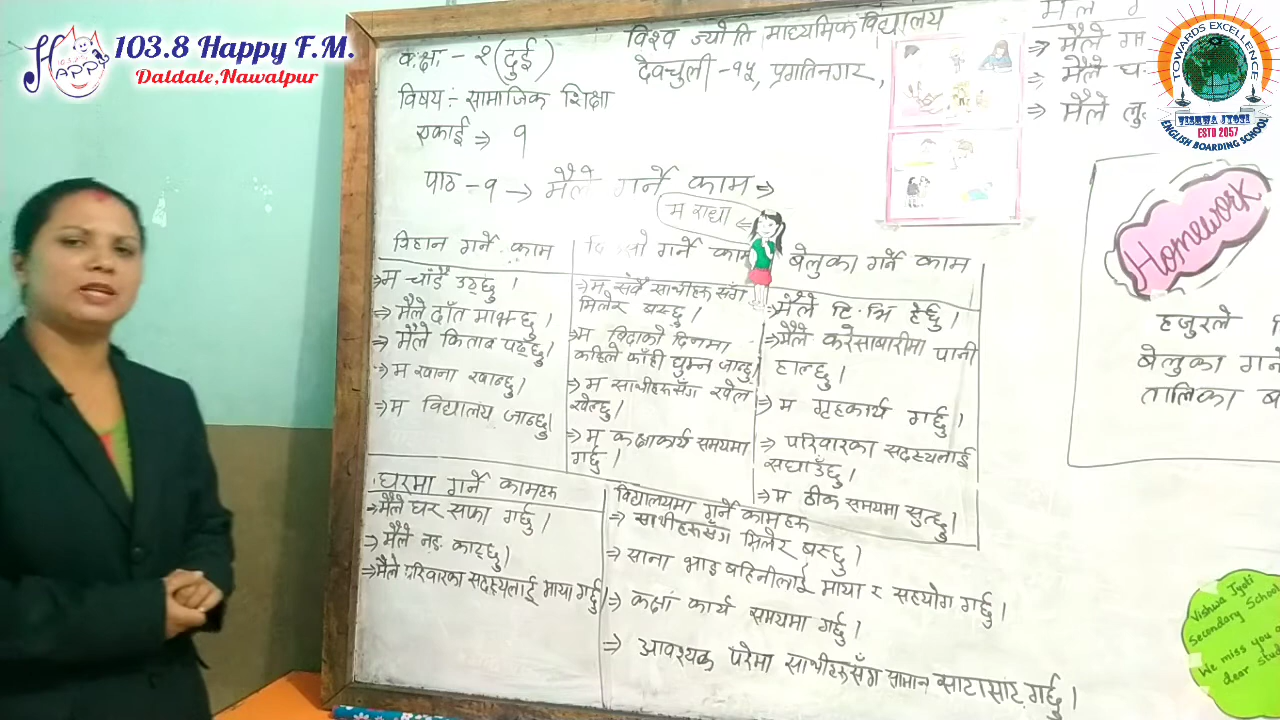 HAPPY
103.8 Happy F.M.
Daldale,Nawalpur
TOWARDS EXCELLENCE
VISHWA JYOTI
ESTD 2057
ENGLISH BOARDING SCHOOL
विश्व ज्योति माध्यमिक विद्यालय
देवचुली -१५, प्रगतिनगर,
कक्षा - २ (दुई)
विषय:- सामाजिक शिक्षा
एकाई ⇒ १
पाठ - १ → मैले गर्ने काम ⇒
म राधा
⇒ मैले
⇒ मैले
⇒ मैले
विहान गर्ने काम
⇒म चाँडै उठ्छु ।
⇒ मैले दाँत माझ्छु ।
⇒ मैले किताब पढ्छु ।
⇒ म खाना खान्छु ।
⇒ म विद्यालय जान्छु ।
गर्ने काम
⇒म सबै साथीहरू सँग
मिलेर बस्छु ।
⇒म विदाको दिनमा
कहिले काँही घुम्न जान्छु ।
⇒ म साथीहरूसँग खेल
खेल्छु ।
⇒ म कक्षाकार्य समयमा
गर्छु ।
बेलुका गर्ने काम
⇒मैले टि.भि हेर्छु ।
⇒मैले करेसाबारीमा पानी
हाल्छु ।
⇒ म गृहकार्य गर्छु ।
⇒ परिवारका सदस्यलाई
सघाउँछु ।
⇒ म ठीक समयमा सुत्छु ।
घरमा गर्ने कामहरू
⇒मैले घर सफा गर्छु ।
⇒ मैले नङ काट्छु ।
⇒मैले परिवारका सदस्यलाई माया गर्छु ।
विद्यालयमा गर्ने कामहरू
⇒ साथीहरूसँग मिलेर बस्छु ।
⇒ साना भाइ बहिनीलाई माया र सहयोग गर्छु ।
⇒ कक्षा कार्य समयमा गर्छु ।
⇒ आवश्यक परेमा साथीहरूसँग सामान साटासाट गर्छु ।
Homework
हजुरले
बेलुका गर्ने
तालिका
Vishwa Jyoti
Secondary School
We miss you
dear